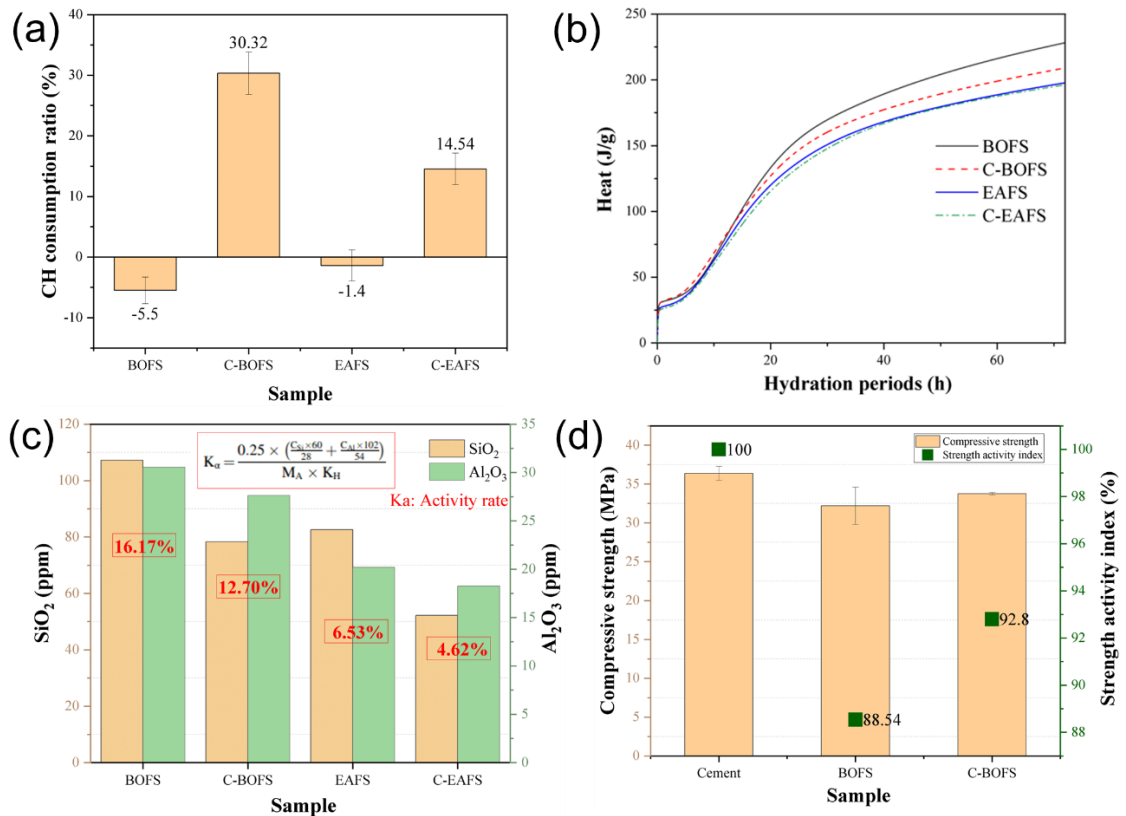 (a)
40
30
20
10
0
-10
CH consumption ratio (%)
-5.5
30.32
-1.4
14.54
BOFS
C-BOFS
EAFS
C-EAFS
Sample
(b)
250
200
150
100
50
0
Heat (J/g)
BOFS
C-BOFS
EAFS
C-EAFS
0
20
40
60
Hydration periods (h)
(c)
120
100
80
60
40
20
0
SiO₂ (ppm)
K_α = 0.25 × (C_Si×60/28 + C_Al×102/54) / M_A × K_H
SiO₂
Al₂O₃
Ka: Activity rate
16.17%
12.70%
6.53%
4.62%
35
30
25
20
15
10
5
0
Al₂O₃ (ppm)
BOFS
C-BOFS
EAFS
C-EAFS
Sample
(d)
40
35
30
25
20
15
10
5
0
Compressive strength (MPa)
Compressive strength
Strength activity index
100
88.54
92.8
100
98
96
94
92
90
88
Strength activity index (%)
Cement
BOFS
C-BOFS
Sample